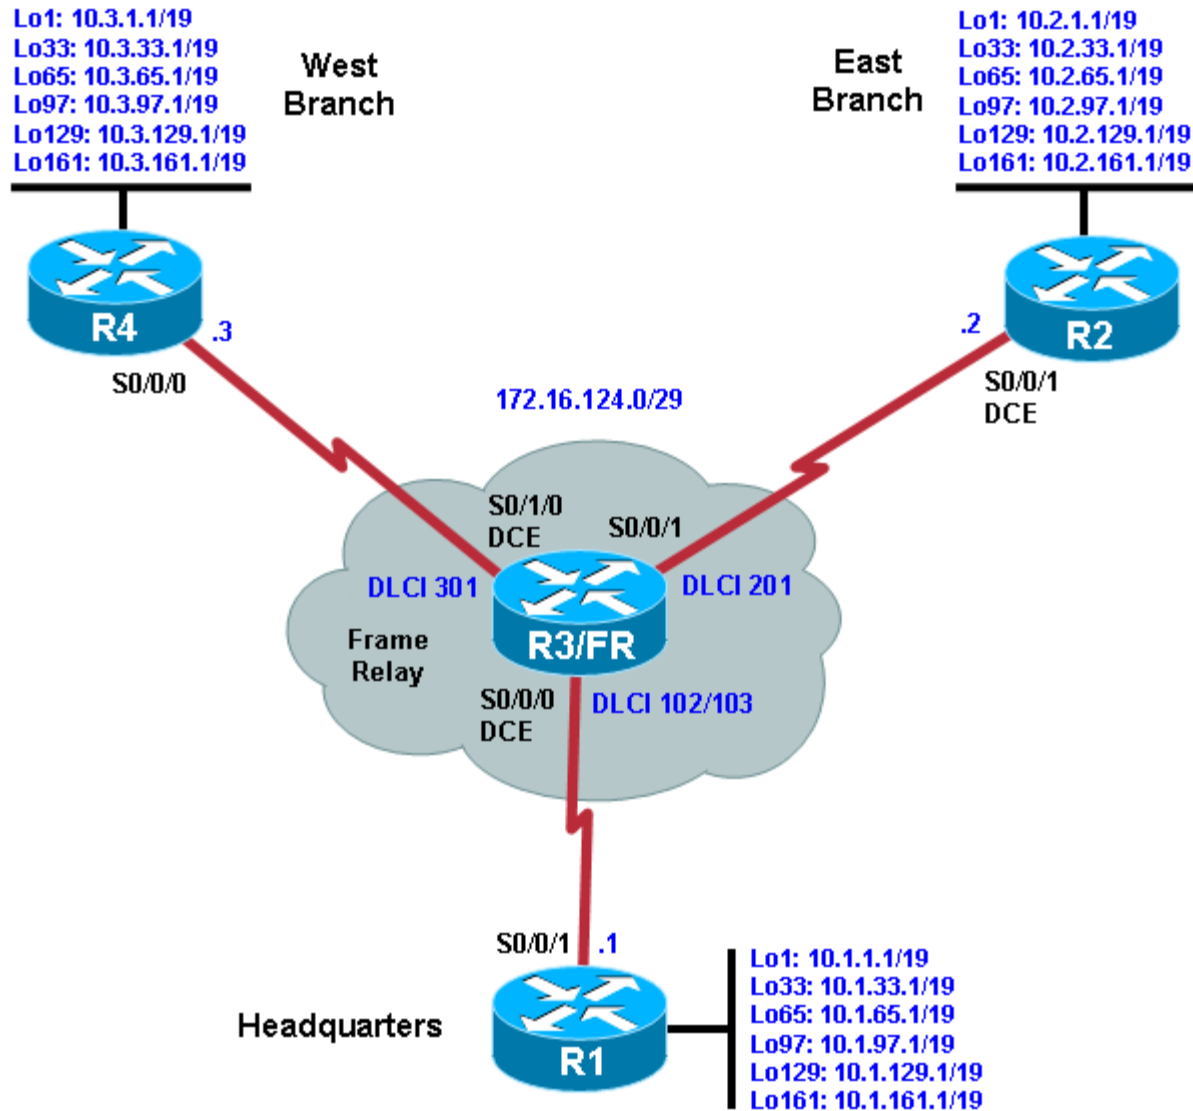 Lo1: 10.3.1.1/19
Lo33: 10.3.33.1/19
Lo65: 10.3.65.1/19
Lo97: 10.3.97.1/19
Lo129: 10.3.129.1/19
Lo161: 10.3.161.1/19
West
Branch
East
Branch
Lo1: 10.2.1.1/19
Lo33: 10.2.33.1/19
Lo65: 10.2.65.1/19
Lo97: 10.2.97.1/19
Lo129: 10.2.129.1/19
Lo161: 10.2.161.1/19
R4
.3
S0/0/0
R2
.2
S0/0/1
DCE
172.16.124.0/29
S0/1/0
DCE
S0/0/1
DLCI 301
DLCI 201
R3/FR
Frame
Relay
S0/0/0
DCE
DLCI 102/103
S0/0/1
.1
Headquarters
R1
Lo1: 10.1.1.1/19
Lo33: 10.1.33.1/19
Lo65: 10.1.65.1/19
Lo97: 10.1.97.1/19
Lo129: 10.1.129.1/19
Lo161: 10.1.161.1/19